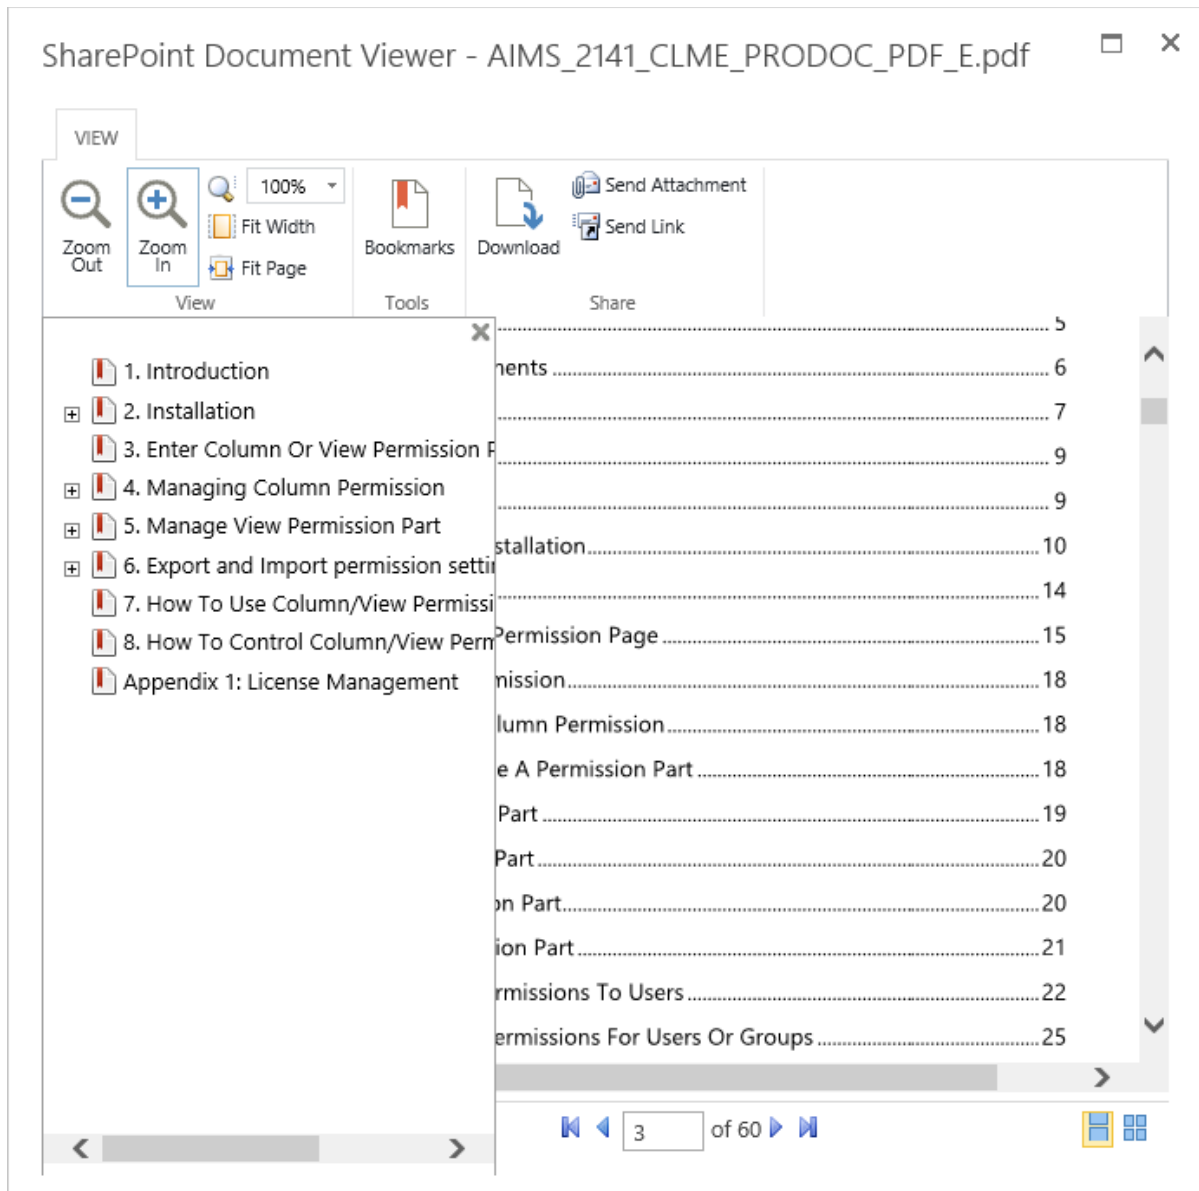 SharePoint Document Viewer - AIMS_2141_CLME_PRODOC_PDF_E.pdf
VIEW
Zoom Out
Zoom In
100%
Fit Width
Fit Page
View
Bookmarks
Tools
Download
Send Attachment
Send Link
Share
1. Introduction
2. Installation
3. Enter Column Or View Permission P
4. Managing Column Permission
5. Manage View Permission Part
6. Export and Import permission settin
7. How To Use Column/View Permissi
8. How To Control Column/View Perm
Appendix 1: License Management
5
nents 6
7
9
9
stallation 10
14
Permission Page 15
nission 18
lumn Permission 18
e A Permission Part 18
Part 19
Part 20
on Part 20
ion Part 21
rmissions To Users 22
ermissions For Users Or Groups 25
3 of 60